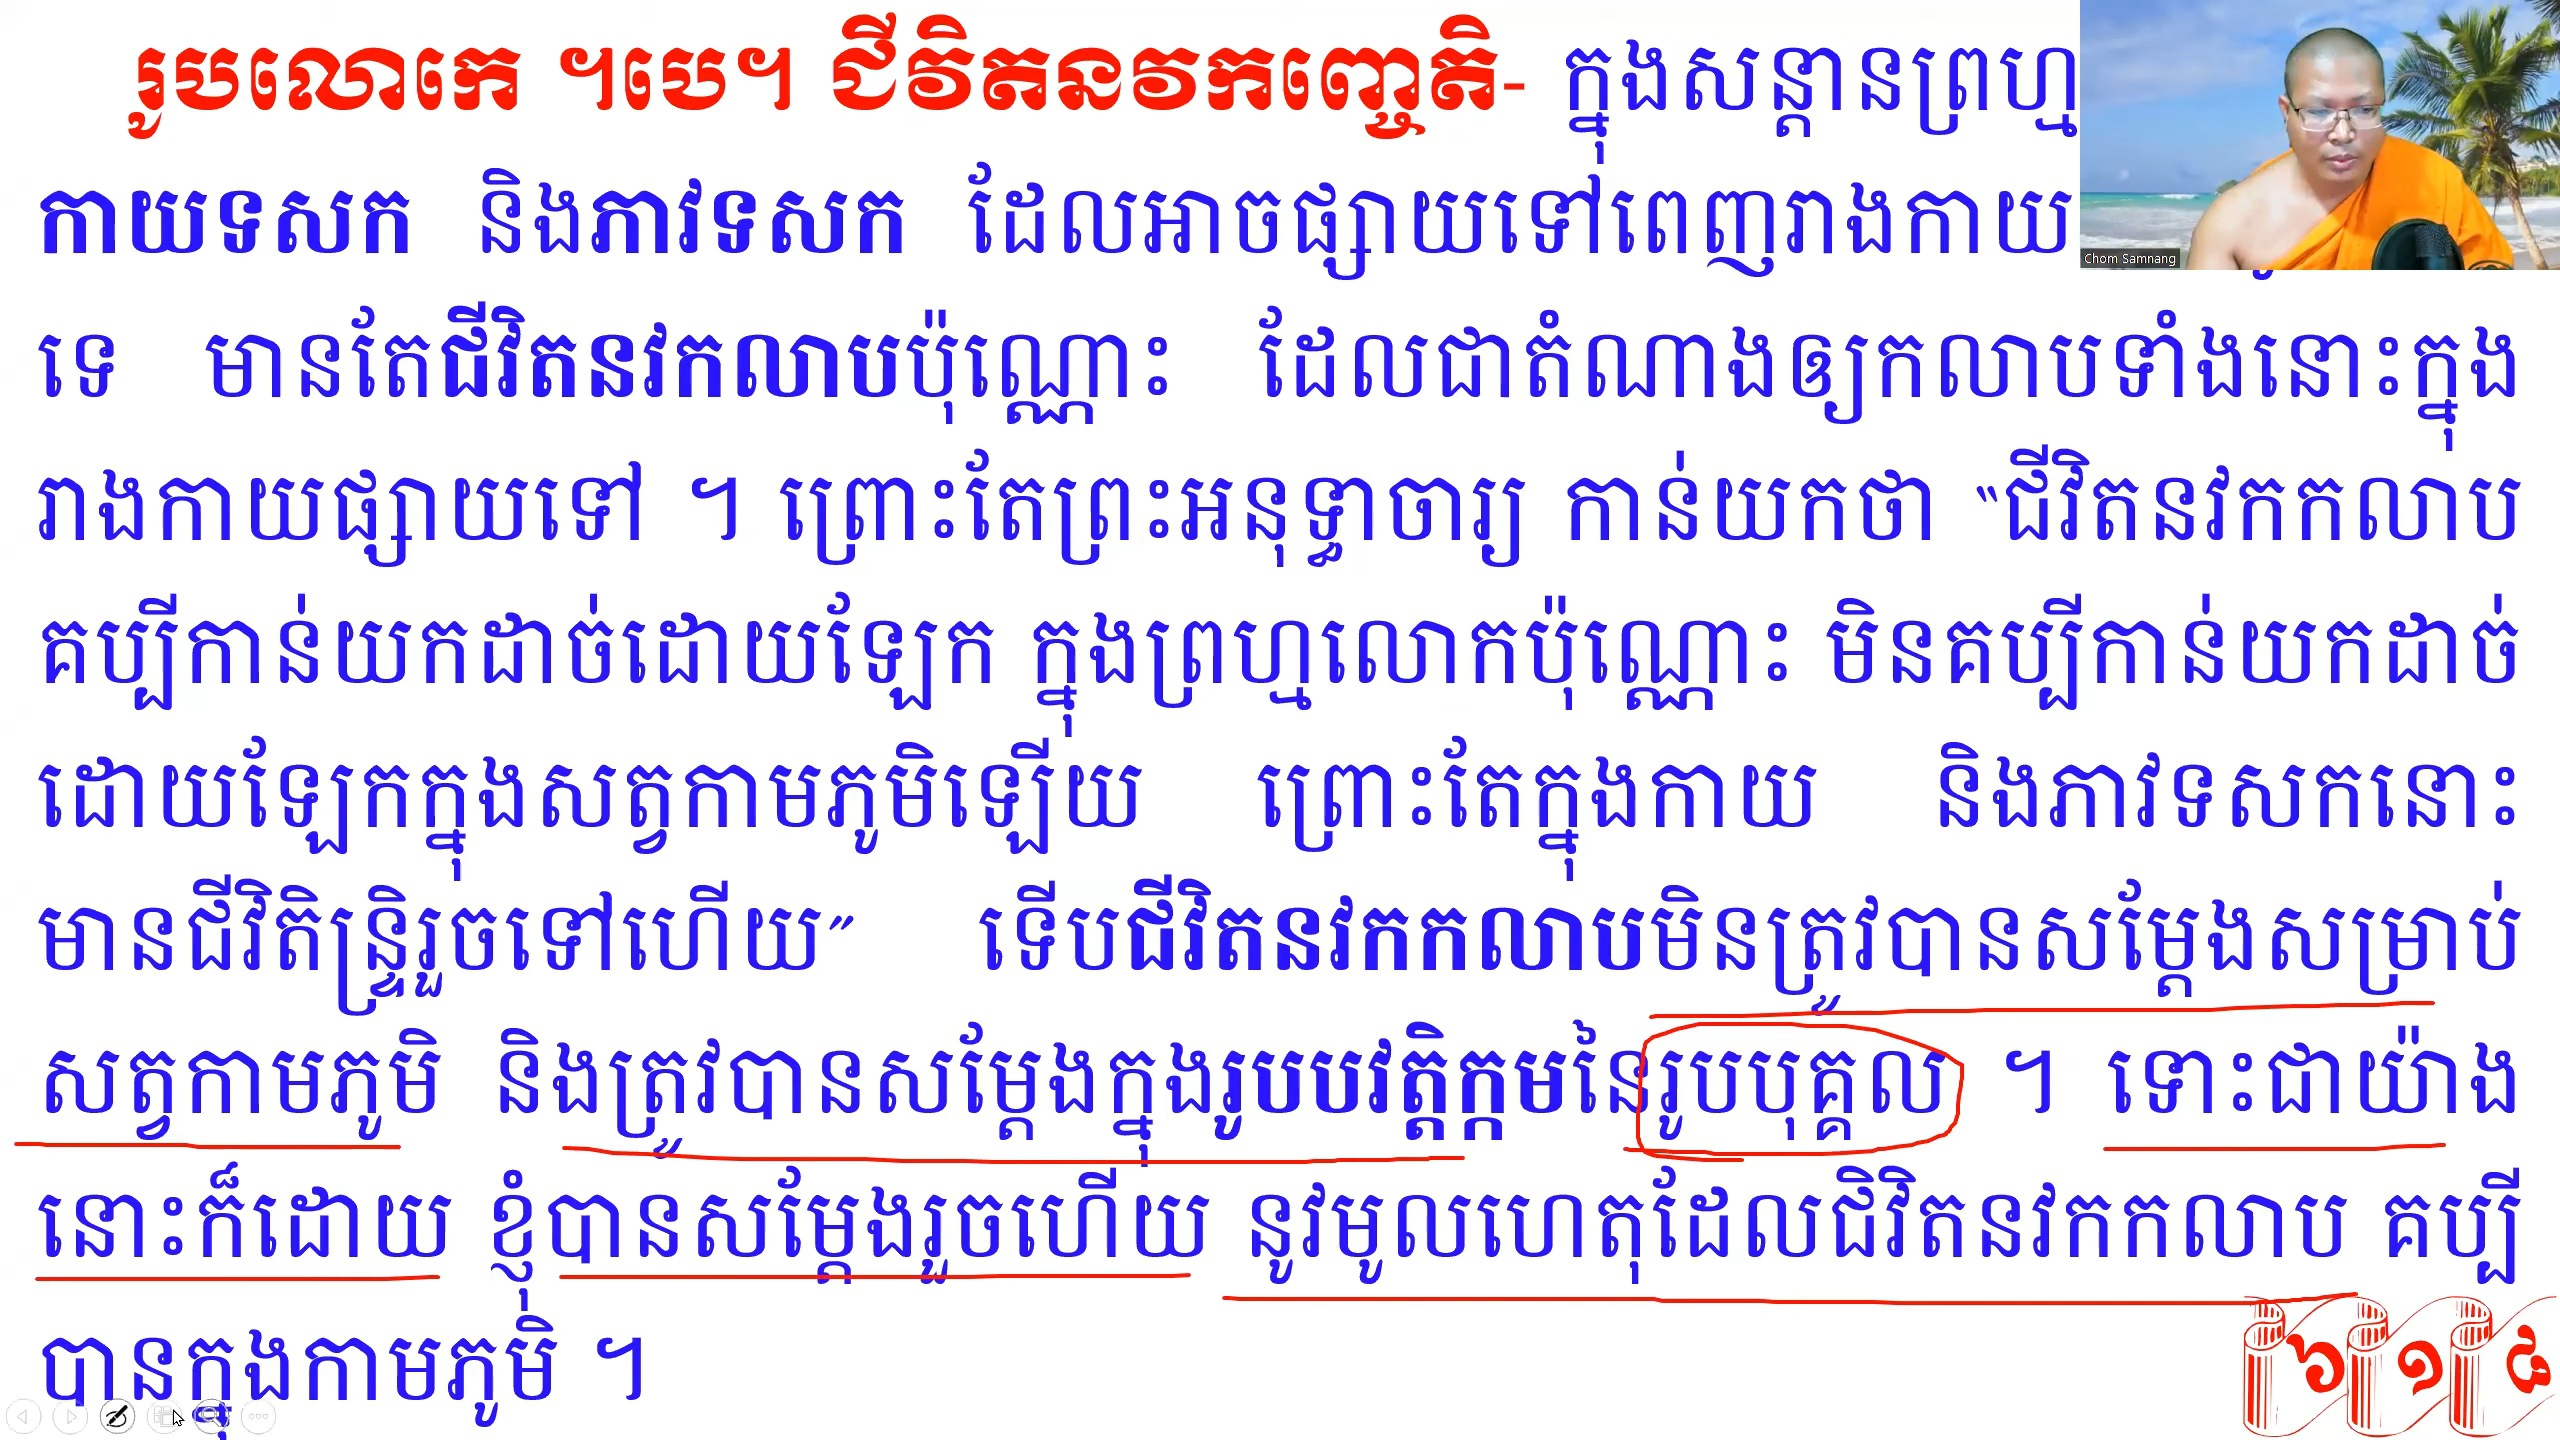 រូបលោកេ ។បេ។ ជីវិតនវកញ្ចេតិ- ក្នុងសន្តានព្រហ្ម
កាយទសក និងភាវទសក ដែលអាចផ្សាយទៅពេញរាងកាយ
Chom Samnang
ទេ មានតែជីវិតនវកលាបប៉ុណ្ណោះ ដែលជាតំណាងឲ្យកលាបទាំងនោះក្នុង
រាងកាយផ្សាយទៅ ។ ព្រោះតែព្រះអនុទ្ធាចារ្យ កាន់យកថា “ជីវិតនវកកលាប
គប្បីកាន់យកដាច់ដោយឡែក ក្នុងព្រហ្មលោកប៉ុណ្ណោះ មិនគប្បីកាន់យកដាច់
ដោយឡែកក្នុងសត្វកាមភូមិឡើយ ព្រោះតែក្នុងកាយ និងភាវទសកនោះ
មានជីវិតិន្ទ្រិរួចទៅហើយ” ទើបជីវិតនវកកលាបមិនត្រូវបានសម្តែងសម្រាប់
សត្វកាមភូមិ និងត្រូវបានសម្តែងក្នុងរូបបវត្តិក្កមនៃរូបបុគ្គល ។ ទោះជាយ៉ាង
នោះក៏ដោយ ខ្ញុំបានសម្តែងរួចហើយ នូវមូលហេតុដែលជិវិតនវកកលាប គប្បី
បានក្នុងកាមភូមិ ។
៦១៥